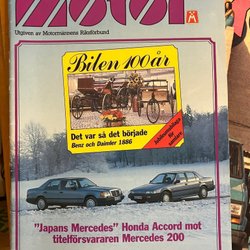 Motor
Utgiven av Motormännens Riksförbund
M
Bilen 100 år
Det var så det började
Benz och Daimler 1886
"Japans Mercedes" Honda Accord mot
titelförsvararen Mercedes 200